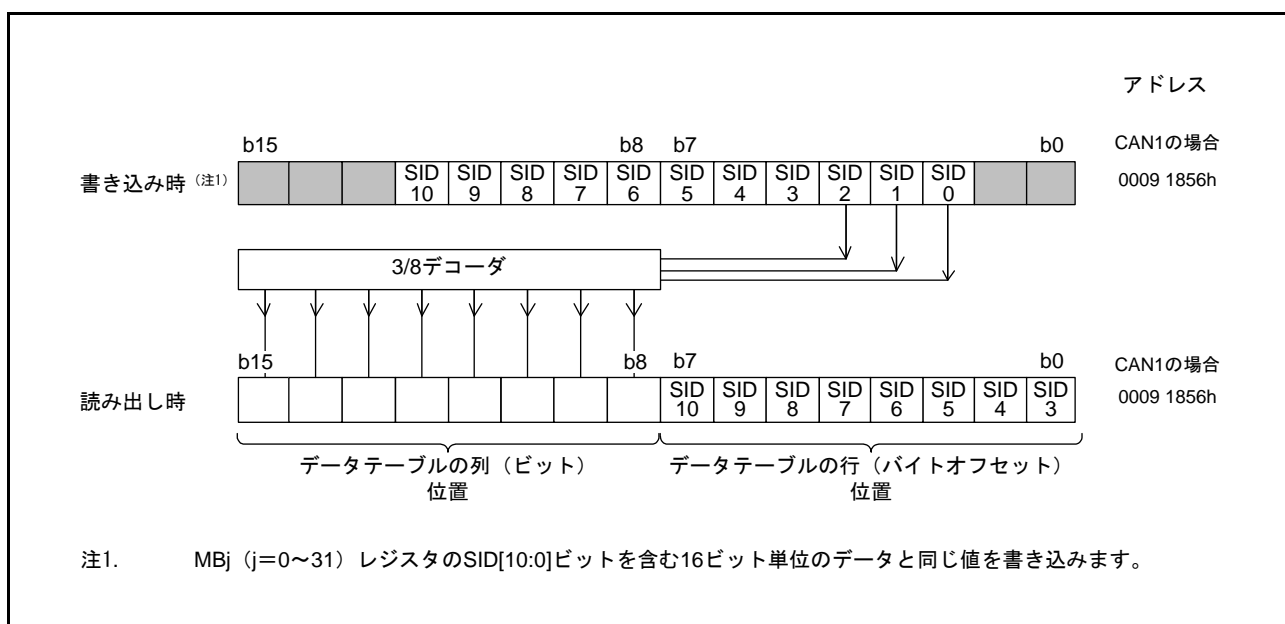 アドレス
b15 b8 b7 b0 CAN1の場合
書き込み時（注1） SID 10 SID 9 SID 8 SID 7 SID 6 SID 5 SID 4 SID 3 SID 2 SID 1 SID 0 0009 1856h
3/8デコーダ
b15 b8 b7 b0 CAN1の場合
読み出し時 SID 10 SID 9 SID 8 SID 7 SID 6 SID 5 SID 4 SID 3 0009 1856h
データテーブルの列（ビット） データテーブルの行（バイトオフセット）
位置 位置
注1. MBj（j＝0～31）レジスタのSID[10:0]ビットを含む16ビット単位のデータと同じ値を書き込みます。